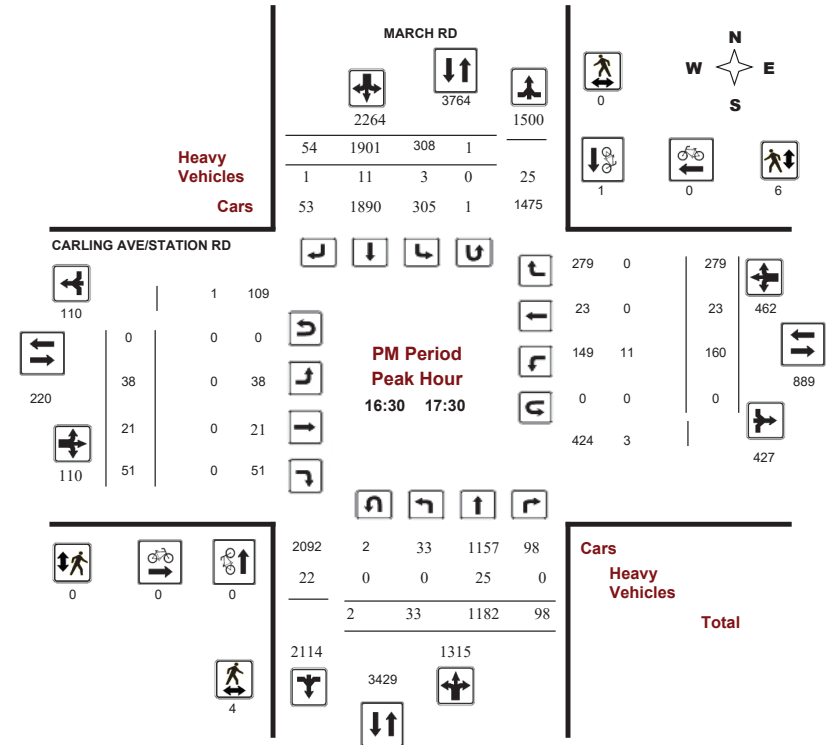 MARCH RD
N
W E
S
3764
0
2264 1500
54 1901 308 1
Heavy
Vehicles
1 11 3 0 25
Cars
53 1890 305 1 1475
1 0 6
CARLING AVE/STATION RD
110
1 109
279 0 279
462
0 0 0
23 0 23
220
38 0 38
PM Period
Peak Hour
16:30 17:30
149 11 160
889
21 0 21
0 0 0
110
51 0 51
424 3
427
2092 2 33 1157 98
Cars
22 0 0 25 0
Heavy
Vehicles
0 0 0
2 33 1182 98
Total
2114 1315
3429
4